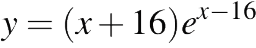 y = (x + 16)e^{x-16}